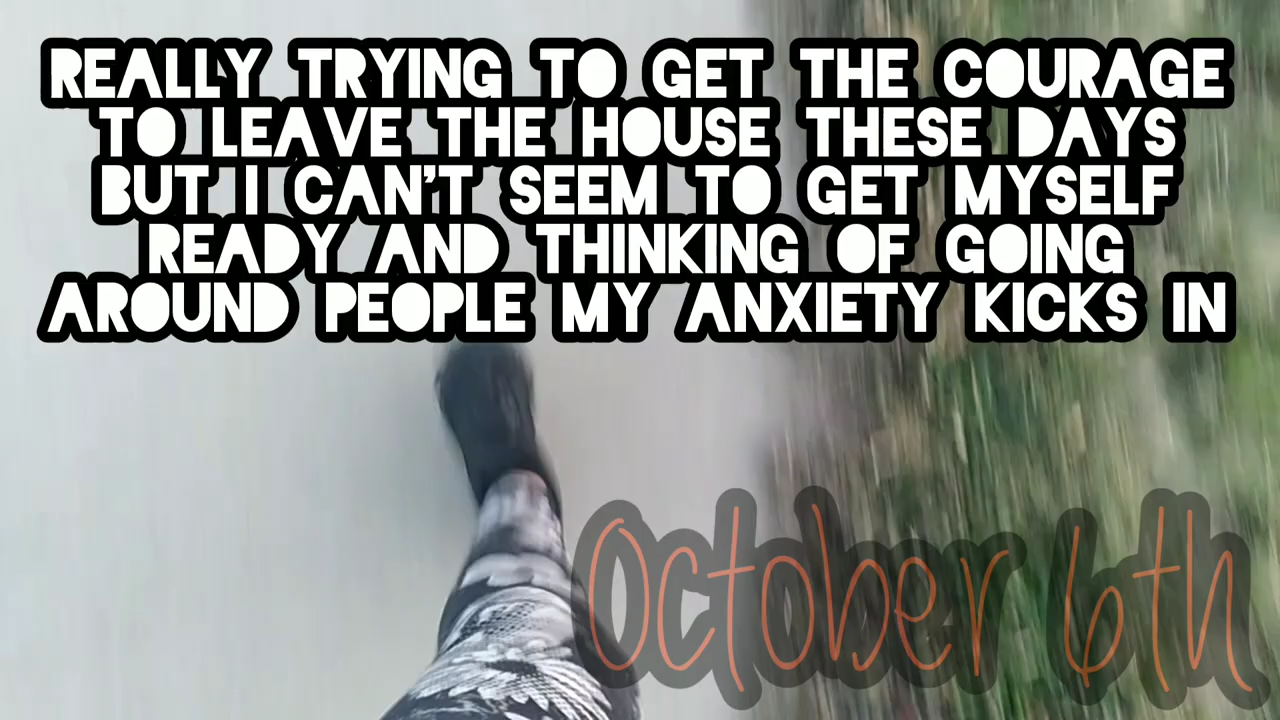 REALLY TRYING TO GET THE COURAGE
TO LEAVE THE HOUSE THESE DAYS
BUT I CAN'T SEEM TO GET MYSELF
READY AND THINKING OF GOING
AROUND PEOPLE MY ANXIETY KICKS IN
October 6th